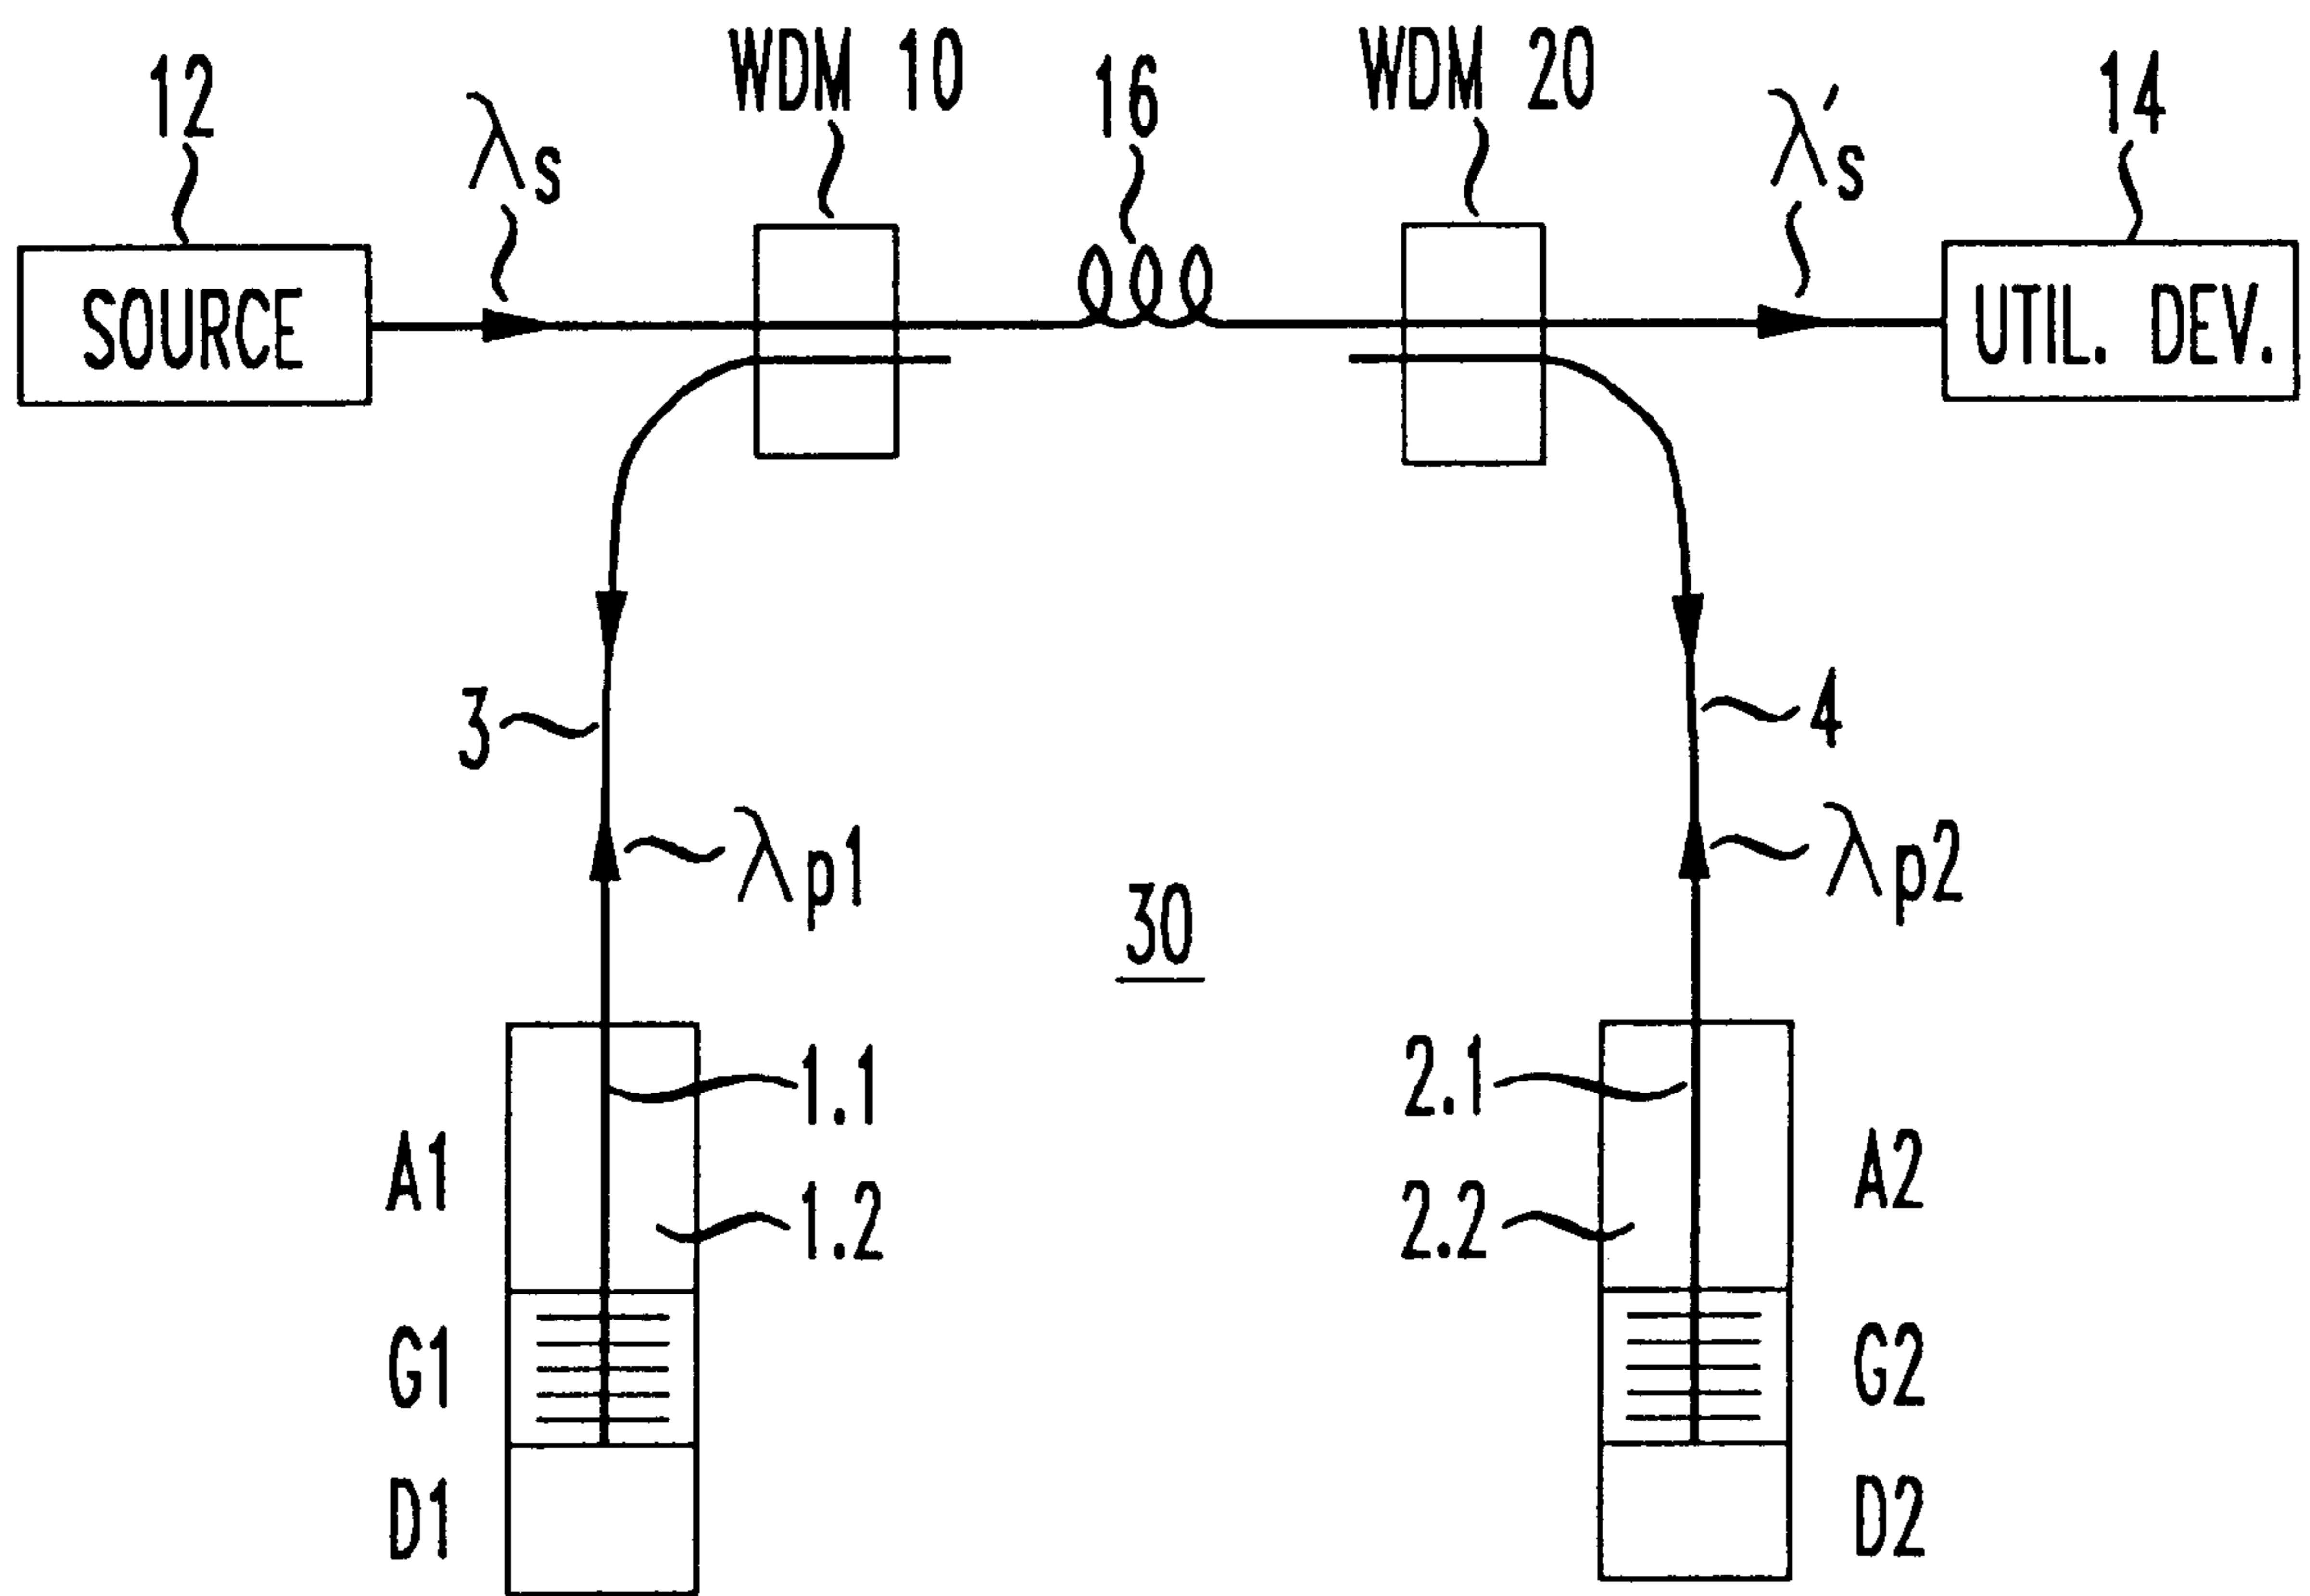 12
λs
WDM 10
16
WDM 20
λ's
14
SOURCE
UTIL. DEV.
3
4
λp1
λp2
30
1.1
2.1
A1
A2
1.2
2.2
G1
G2
D1
D2